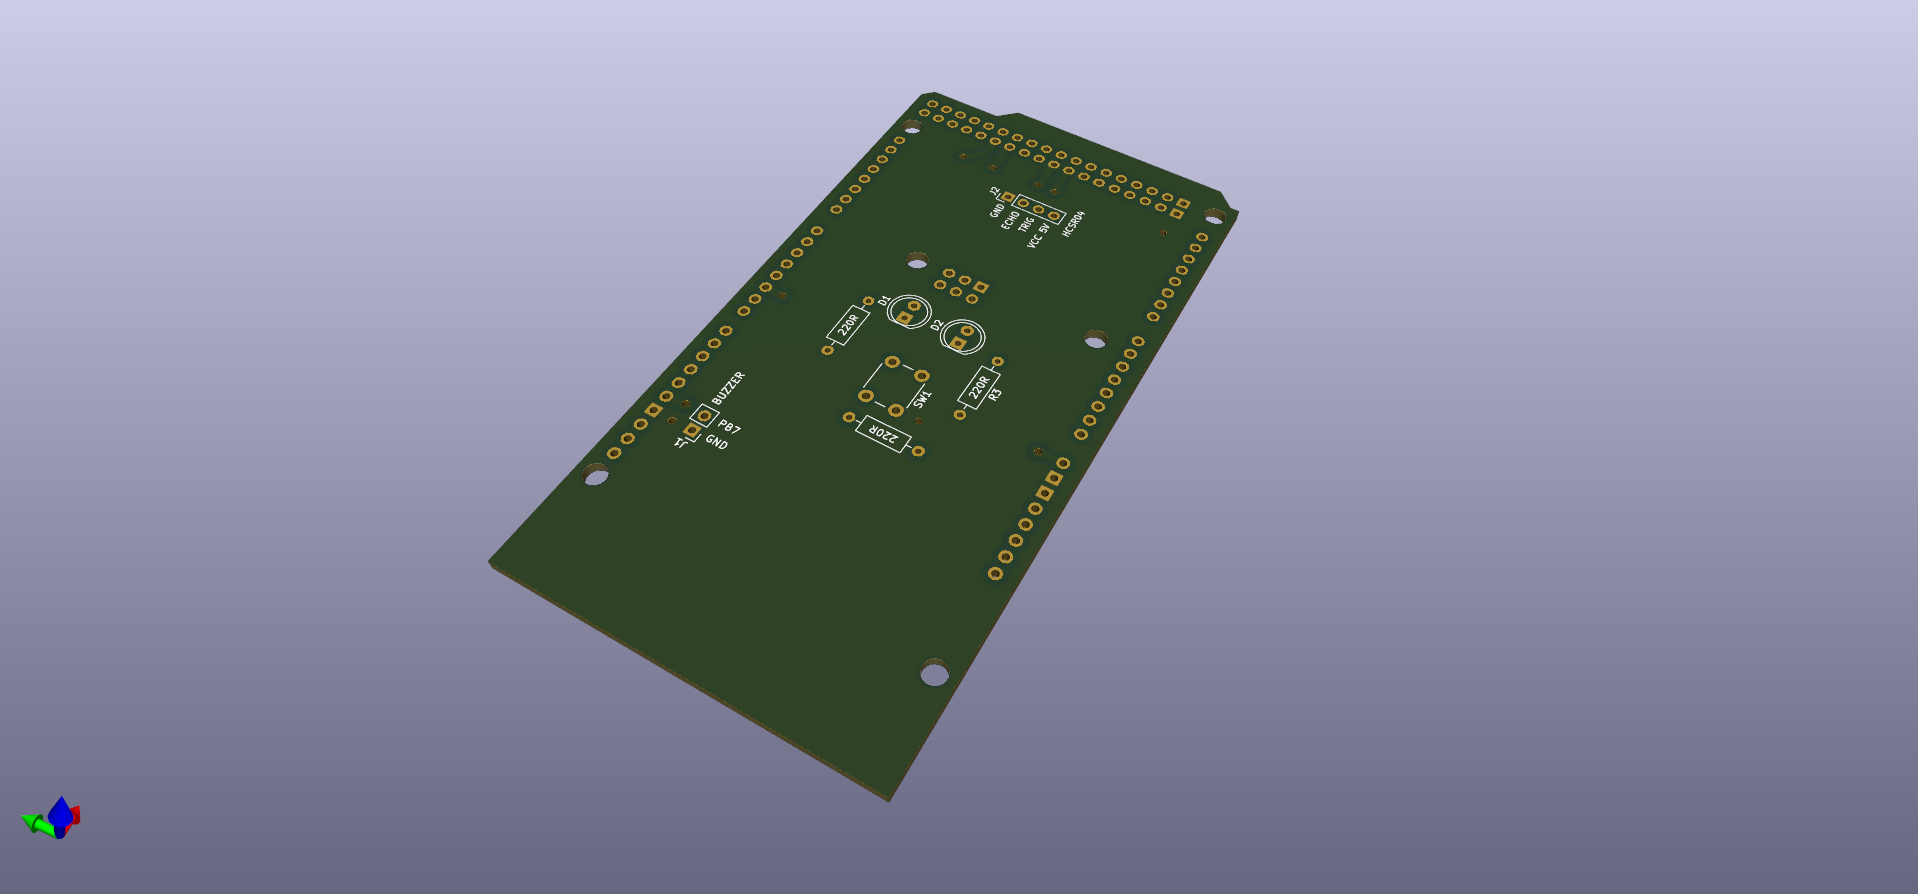 J2
GND
ECHO
TRIG
VCC 5V
HCSR04
D1
220R
D2
220R
R3
SW1
220R
BUZZER
PB7
GND
J1